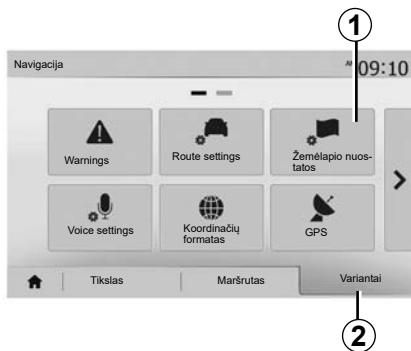 1
Navigacija
AM 09:10
Warnings
Route settings
Žemėlapio nuos-
tatos
Voice settings
Koordinačių
formatas
GPS
Tikslas
Maršrutas
Variantai
2